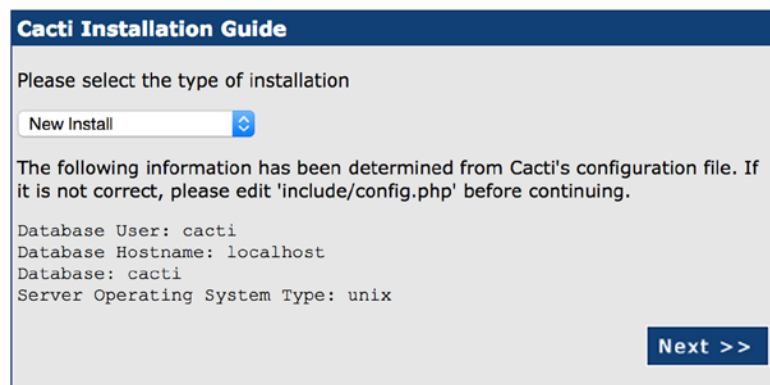 Cacti Installation Guide
Please select the type of installation
New Install
The following information has been determined from Cacti's configuration file. If
it is not correct, please edit 'include/config.php' before continuing.
Database User: cacti
Database Hostname: localhost
Database: cacti
Server Operating System Type: unix
Next >>